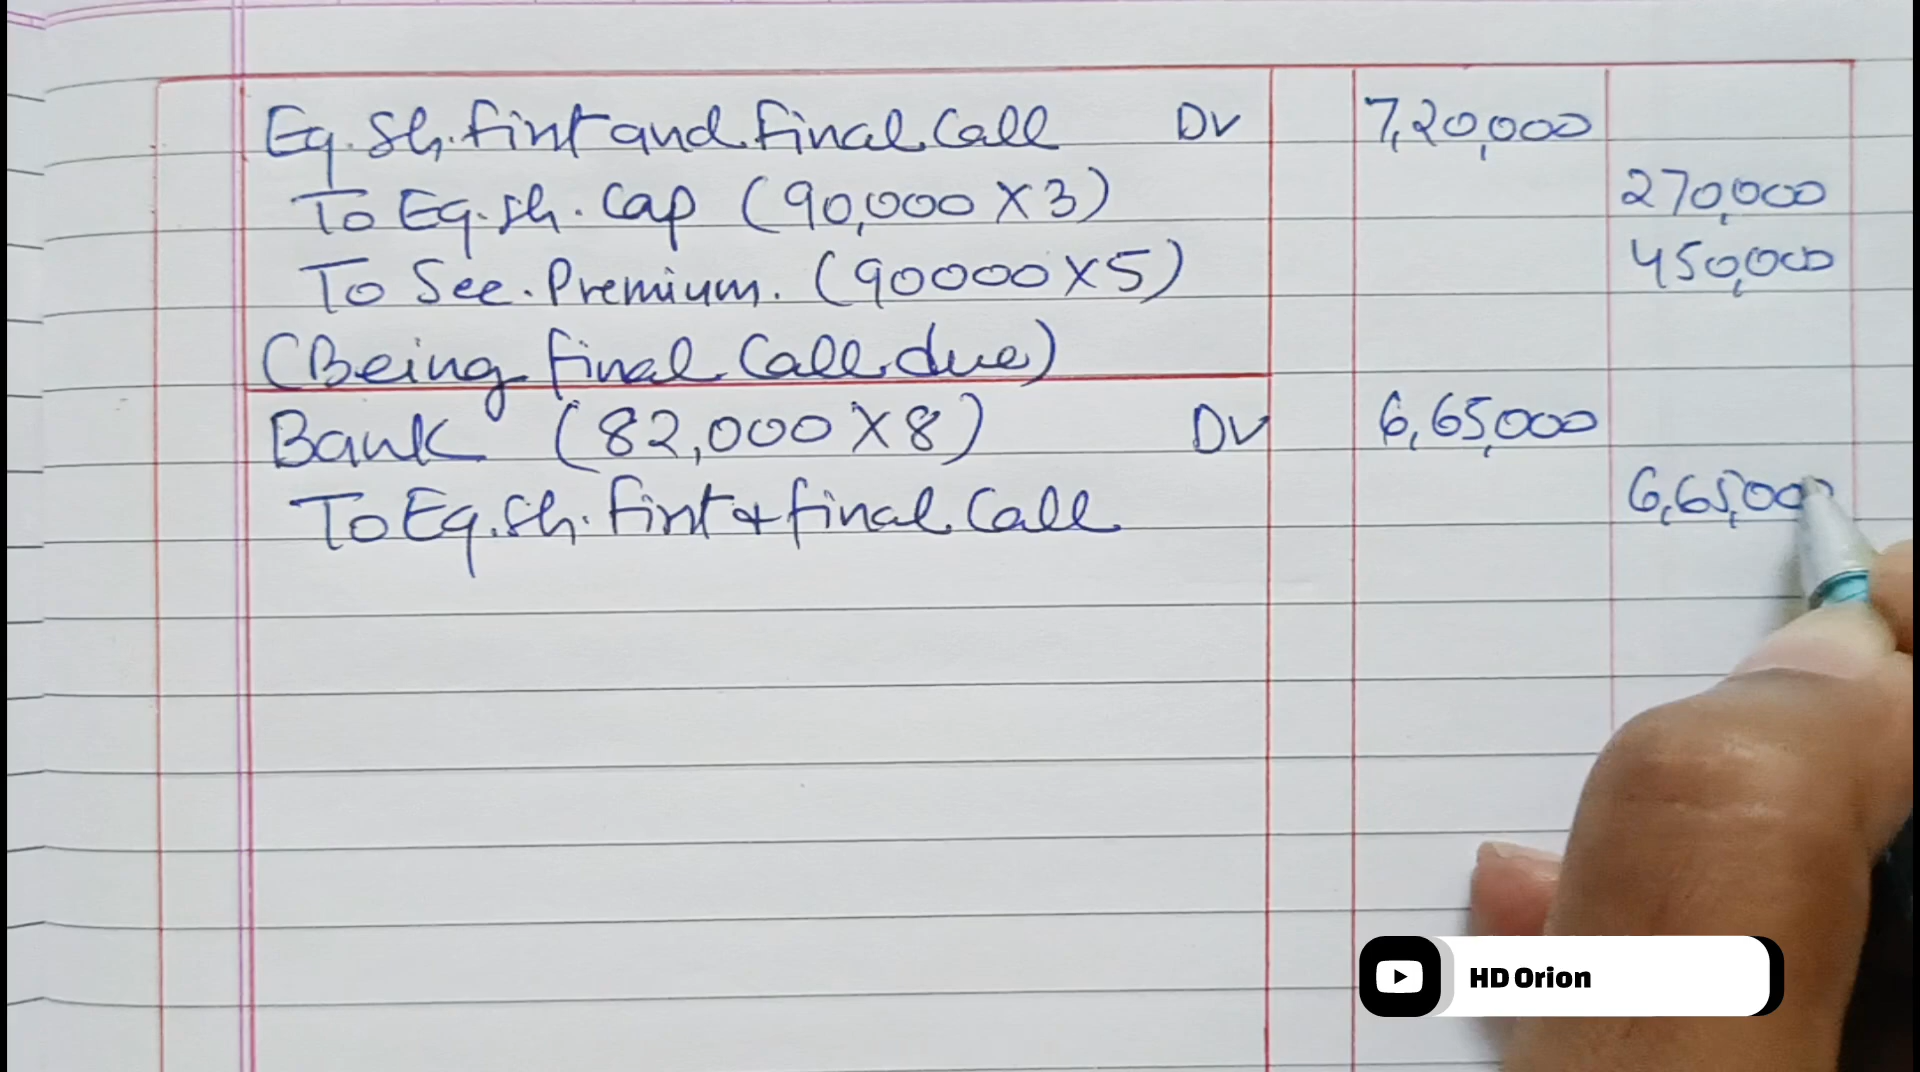 Eq. Sh. first and final Call Dr 7,20,000
To Eq. sh. Cap (90,000 X 3) 270,000
To Sec. Premium. (90000 X 5) 450,000
(Being final Call due)
Bank (82,000 X 8) Dr 6,65,000
To Eq. Sh. first & final Call 6,65,000
HD Orion